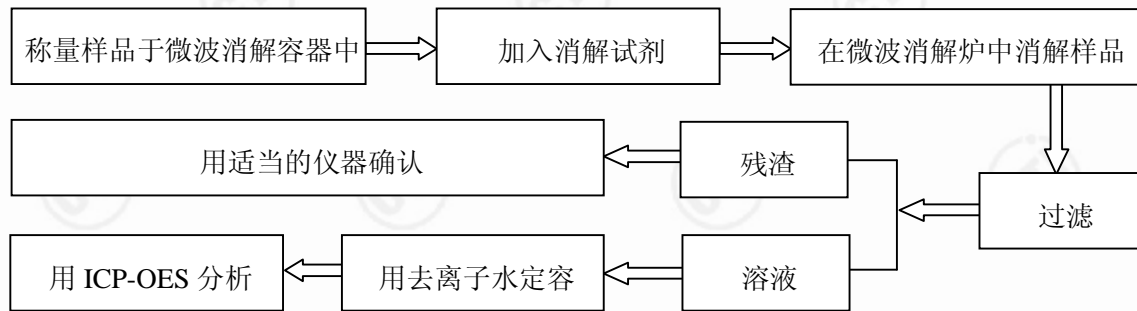 称量样品于微波消解容器中
加入消解试剂
在微波消解炉中消解样品
用适当的仪器确认
残渣
过滤
用 ICP-OES 分析
用去离子水定容
溶液